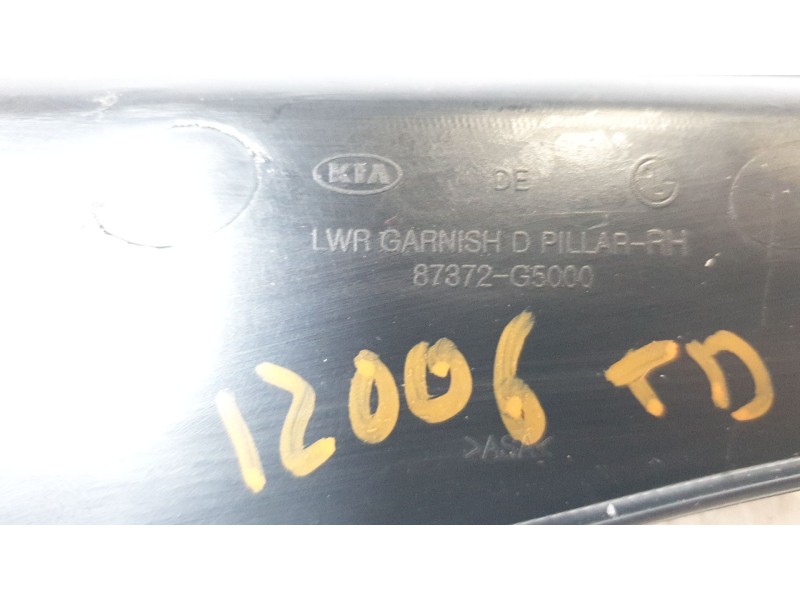 KIA DE
LWR GARNISH D PILLAR-RH
87372-G5000
12006 TD
>ASA<